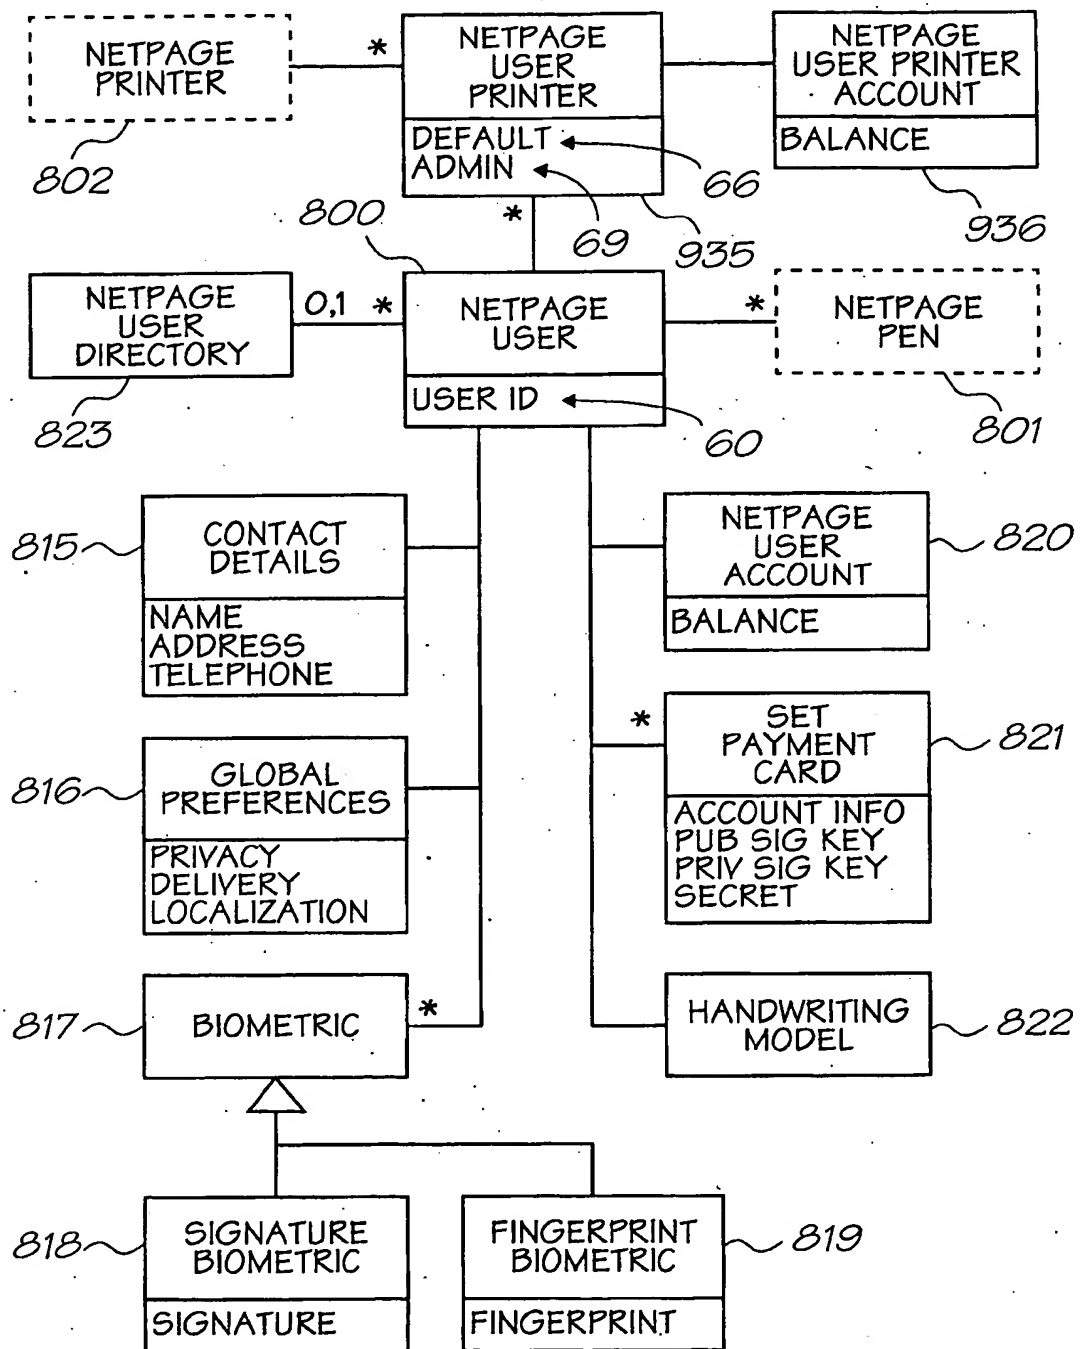 NETPAGE
PRINTER
802
*
NETPAGE
USER
PRINTER
DEFAULT
ADMIN
66
69
935
NETPAGE
USER PRINTER
ACCOUNT
BALANCE
936
*
800
NETPAGE
USER
DIRECTORY
823
0,1 *
NETPAGE
USER
USER ID
60
*
NETPAGE
PEN
801
815
CONTACT
DETAILS
NAME
ADDRESS
TELEPHONE
NETPAGE
USER
ACCOUNT
BALANCE
820
816
GLOBAL
PREFERENCES
PRIVACY
DELIVERY
LOCALIZATION
*
SET
PAYMENT
CARD
ACCOUNT INFO
PUB SIG KEY
PRIV SIG KEY
SECRET
821
817
BIOMETRIC
*
HANDWRITING
MODEL
822
818
SIGNATURE
BIOMETRIC
SIGNATURE
FINGERPRINT
BIOMETRIC
FINGERPRINT
819